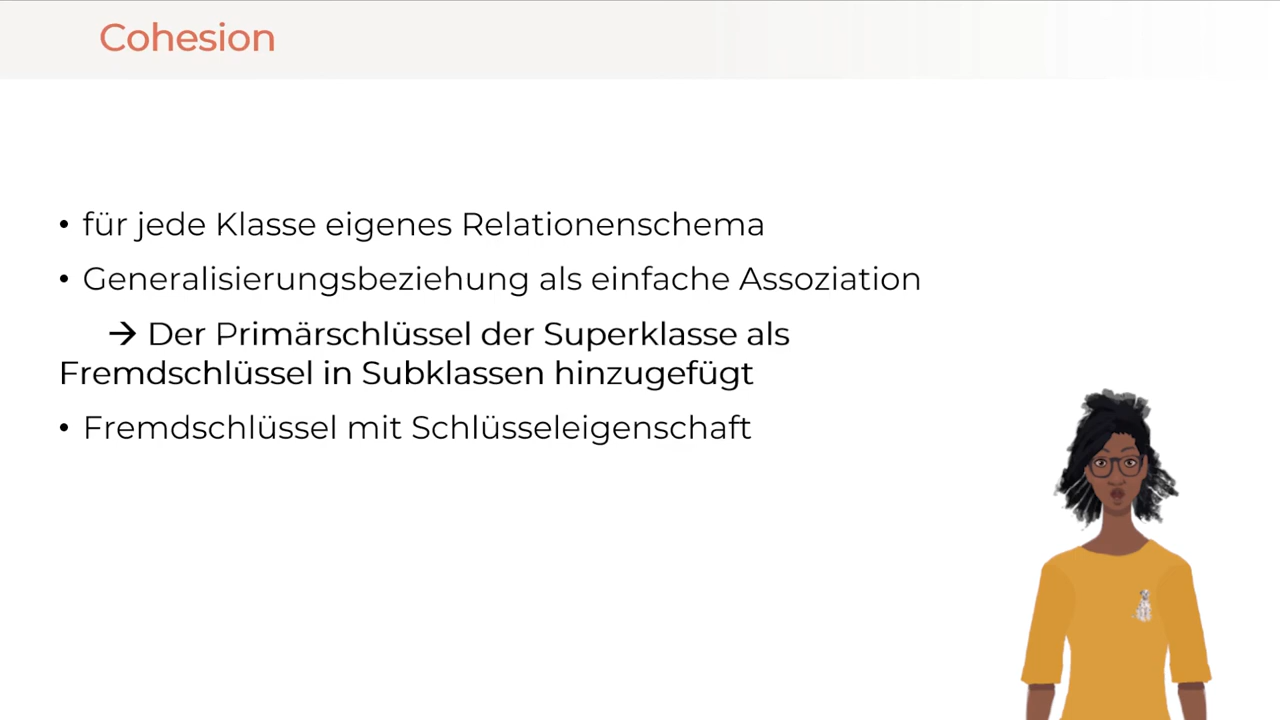 Cohesion
• für jede Klasse eigenes Relationenschema
• Generalisierungsbeziehung als einfache Assoziation
→ Der Primärschlüssel der Superklasse als
Fremdschlüssel in Subklassen hinzugefügt
• Fremdschlüssel mit Schlüsseleigenschaft